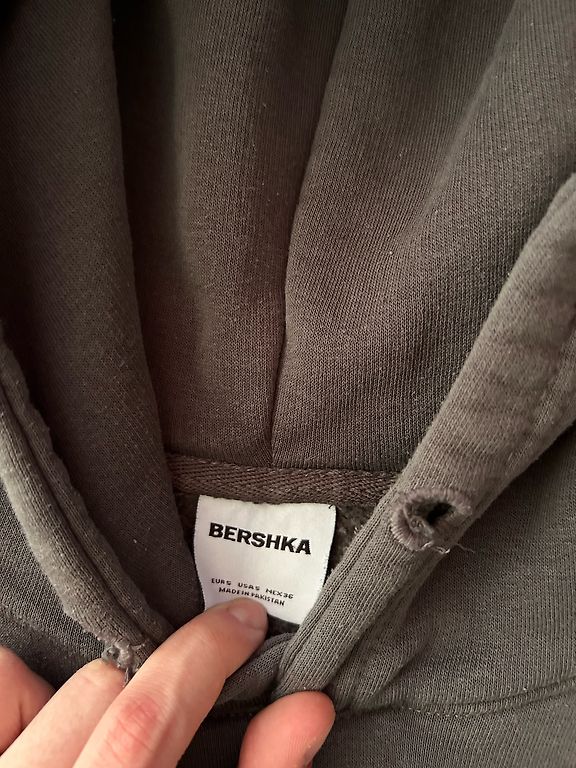 BERSHKA
EUR S USA S MEX 36
MADE IN PAKISTAN